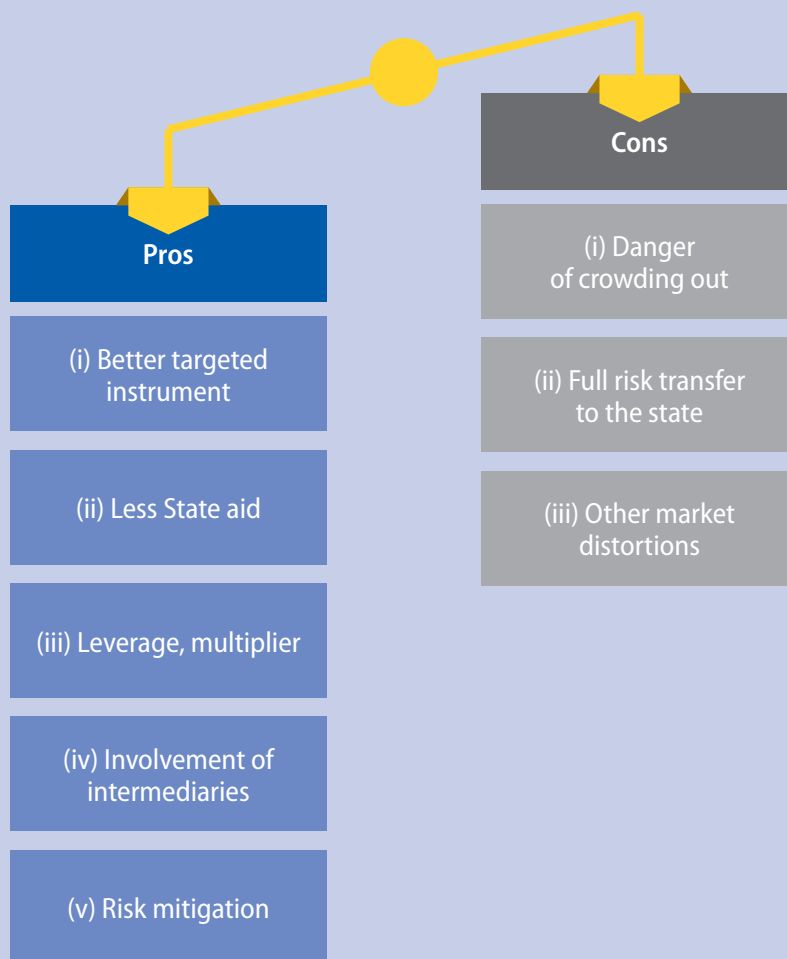 Pros
(i) Better targeted
instrument
(ii) Less State aid
(iii) Leverage, multiplier
(iv) Involvement of
intermediaries
(v) Risk mitigation
Cons
(i) Danger
of crowding out
(ii) Full risk transfer
to the state
(iii) Other market
distortions